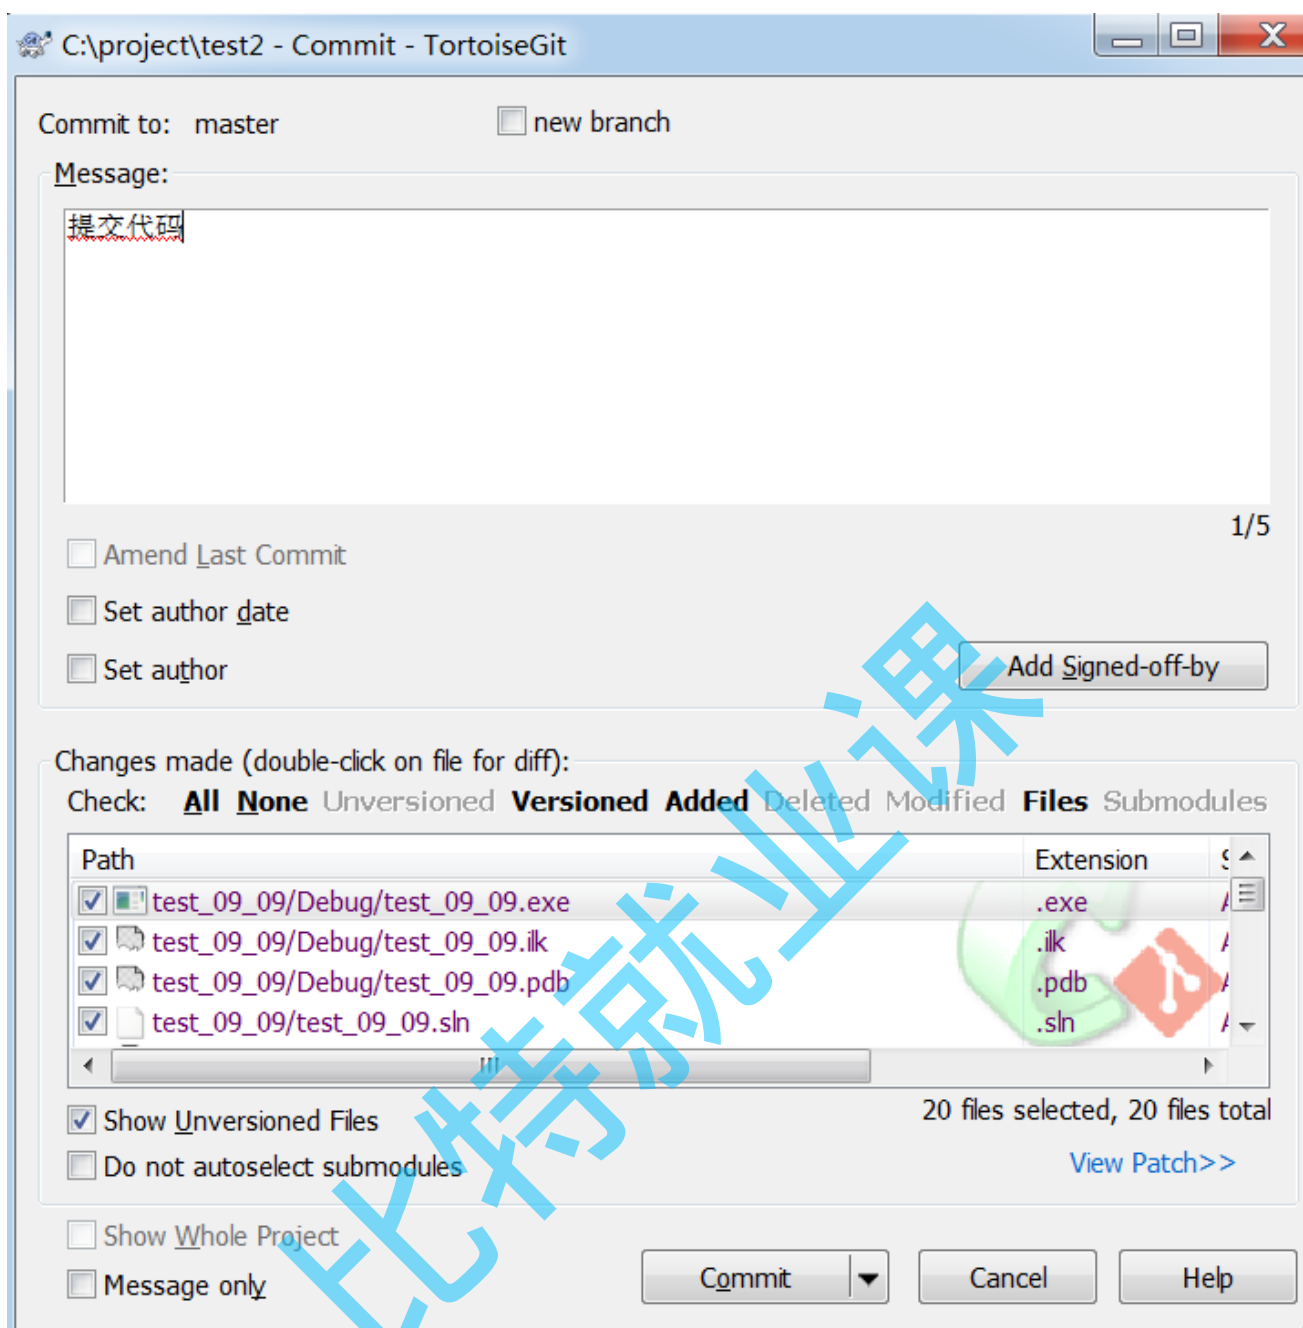 C:\project\test2 - Commit - TortoiseGit
Commit to: master new branch
Message:
提交代码
1/5
Amend Last Commit
Set author date
Set author
Add Signed-off-by
Changes made (double-click on file for diff):
Check: All None Unversioned Versioned Added Deleted Modified Files Submodules
Path Extension
test_09_09/Debug/test_09_09.exe .exe
test_09_09/Debug/test_09_09.ilk .ilk
test_09_09/Debug/test_09_09.pdb .pdb
test_09_09/test_09_09.sln .sln
Show Unversioned Files
20 files selected, 20 files total
Do not autoselect submodules
View Patch>>
Show Whole Project
Message only
Commit Cancel Help
比特就业课